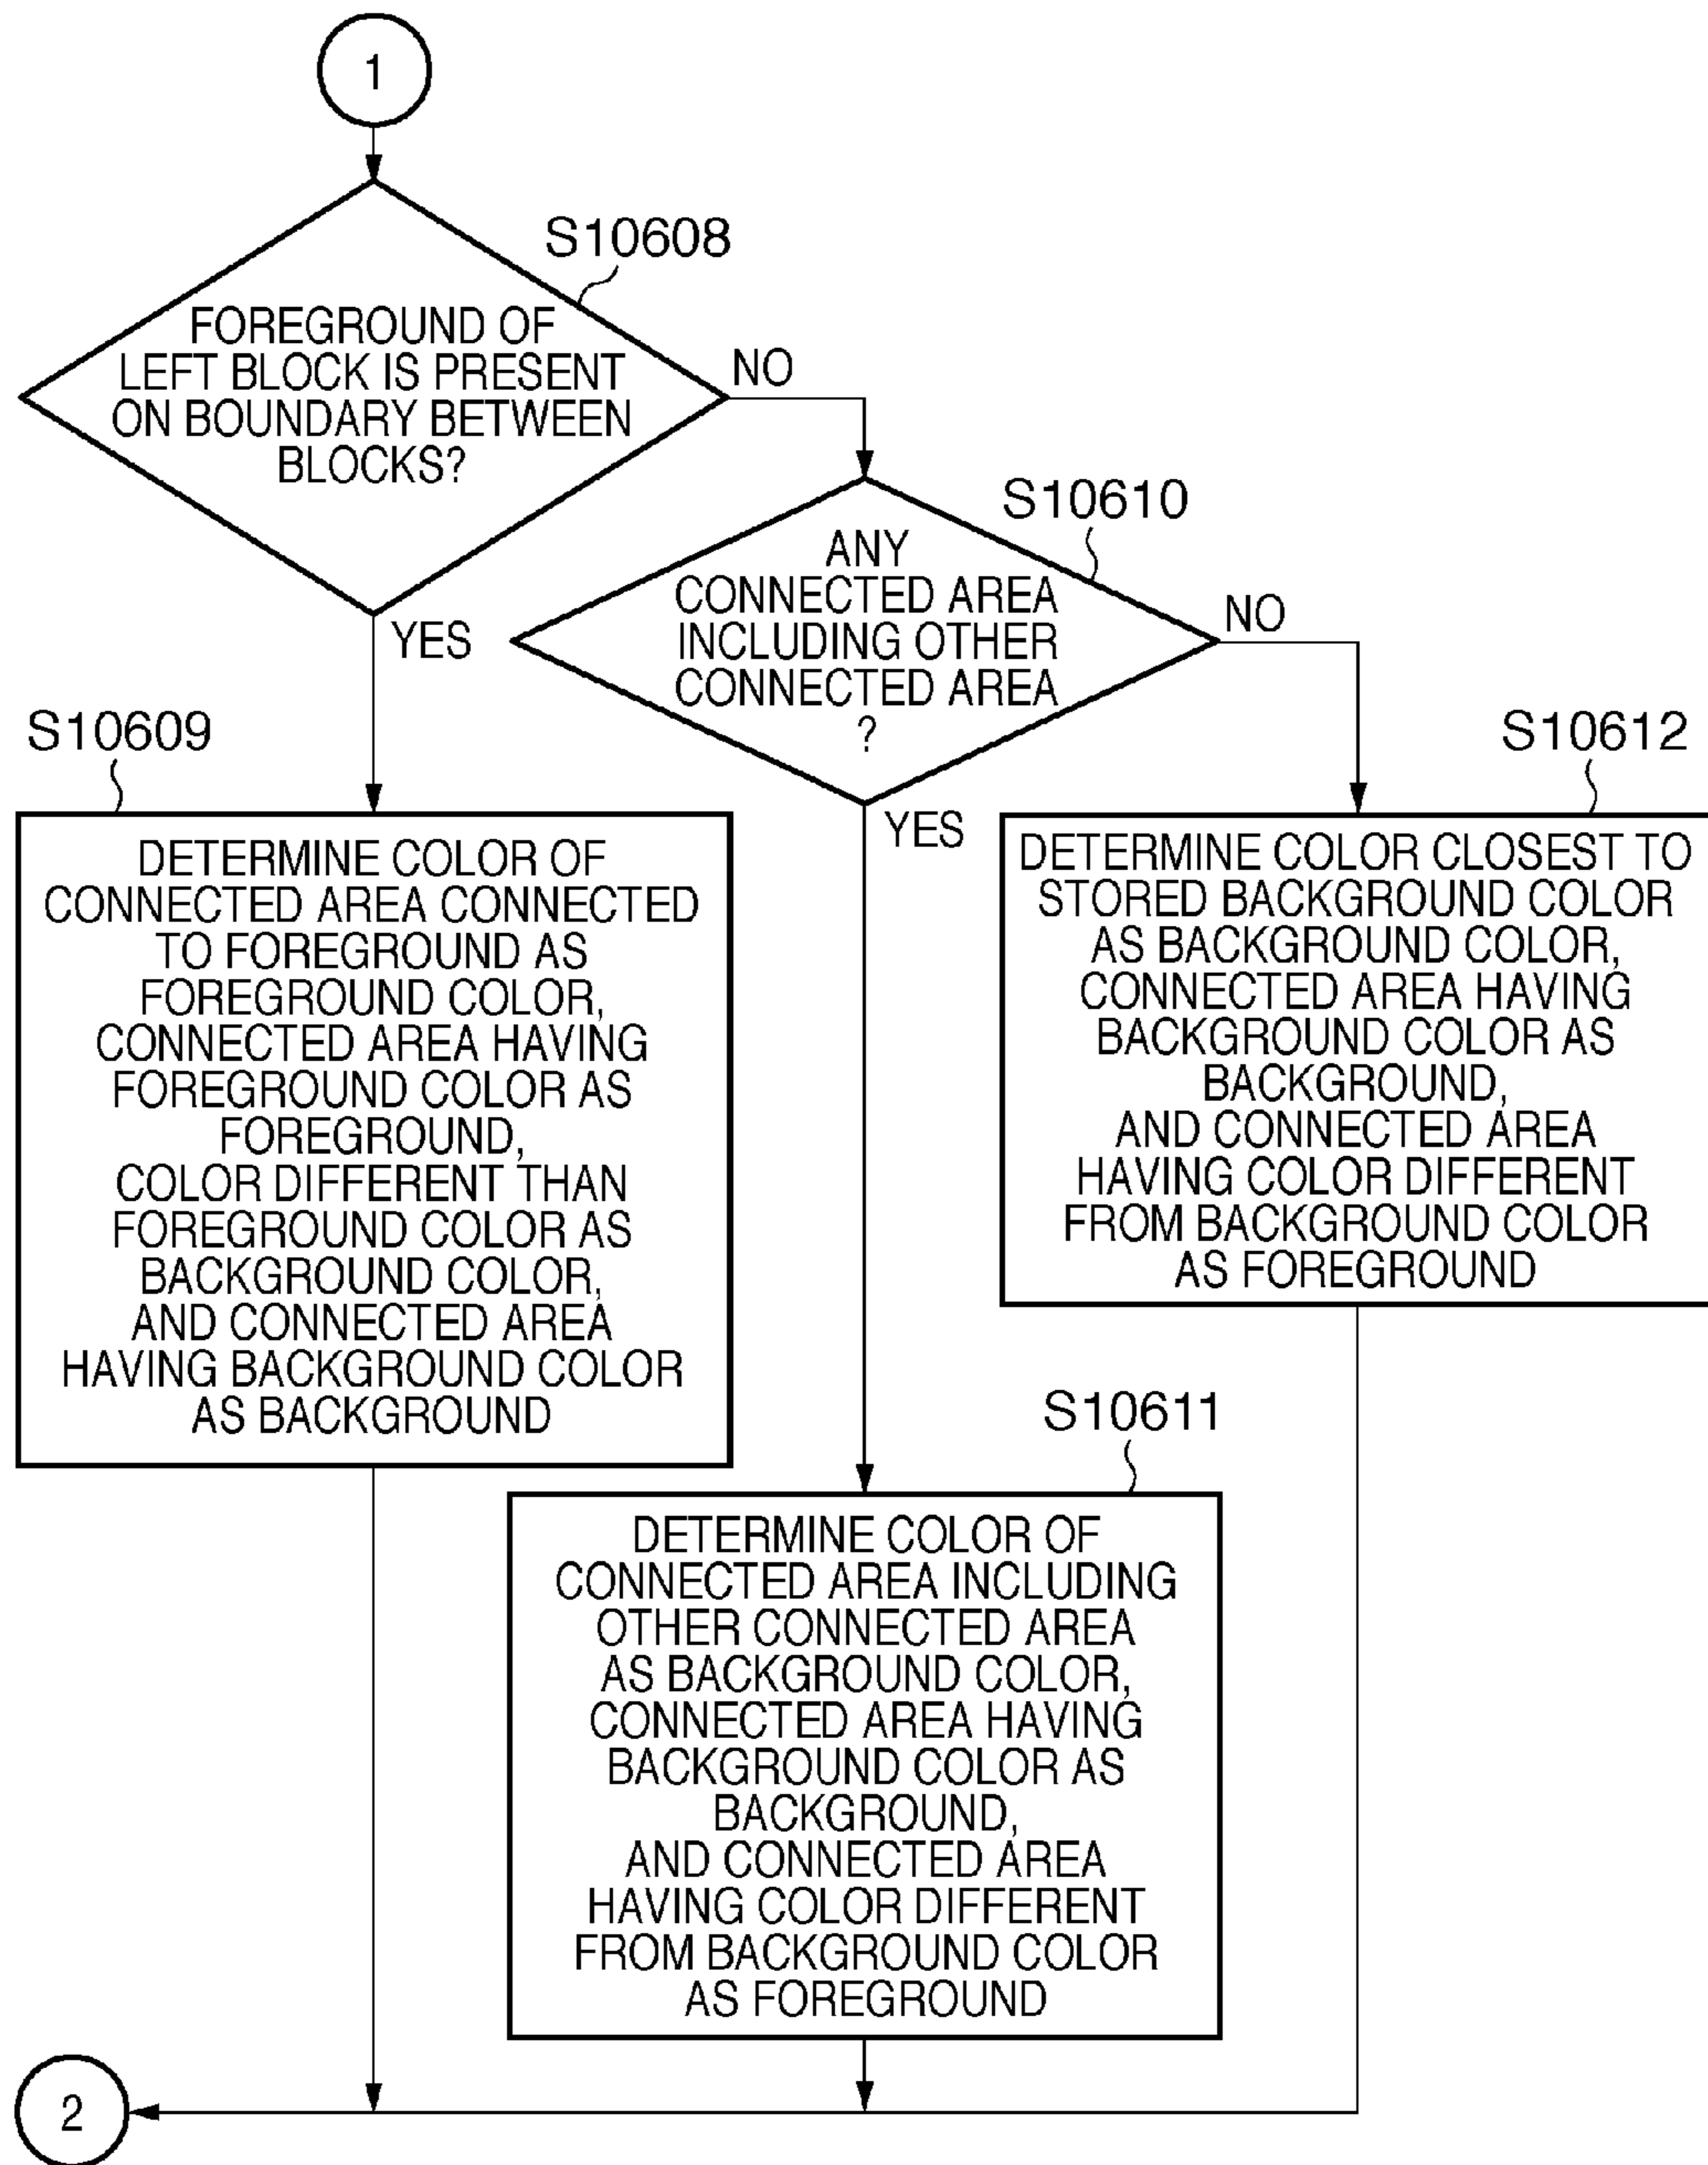 1
S10608
FOREGROUND OF
LEFT BLOCK IS PRESENT
ON BOUNDARY BETWEEN
BLOCKS?
NO
YES
S10610
ANY
CONNECTED AREA
INCLUDING OTHER
CONNECTED AREA
?
NO
YES
S10609
DETERMINE COLOR OF
CONNECTED AREA CONNECTED
TO FOREGROUND AS
FOREGROUND COLOR,
CONNECTED AREA HAVING
FOREGROUND COLOR AS
FOREGROUND,
COLOR DIFFERENT THAN
FOREGROUND COLOR AS
BACKGROUND COLOR,
AND CONNECTED AREA
HAVING BACKGROUND COLOR
AS BACKGROUND
S10612
DETERMINE COLOR CLOSEST TO
STORED BACKGROUND COLOR
AS BACKGROUND COLOR,
CONNECTED AREA HAVING
BACKGROUND COLOR AS
BACKGROUND,
AND CONNECTED AREA
HAVING COLOR DIFFERENT
FROM BACKGROUND COLOR
AS FOREGROUND
S10611
DETERMINE COLOR OF
CONNECTED AREA INCLUDING
OTHER CONNECTED AREA
AS BACKGROUND COLOR,
CONNECTED AREA HAVING
BACKGROUND COLOR AS
BACKGROUND,
AND CONNECTED AREA
HAVING COLOR DIFFERENT
FROM BACKGROUND COLOR
AS FOREGROUND
2